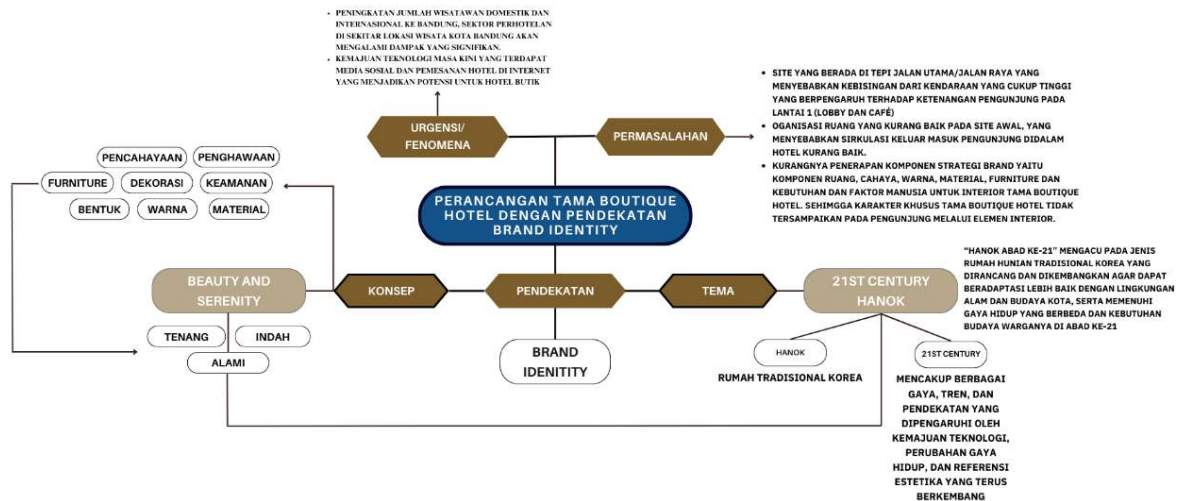 • PENINGKATAN JUMLAH WISATAWAN DOMESTIK DAN
INTERNASIONAL KE BANDUNG, SEKTOR PERHOTELAN
DI SEKITAR LOKASI WISATA KOTA BANDUNG AKAN
MENGALAMI DAMPAK YANG SIGNIFIKAN.
• KEMAJUAN TEKNOLOGI MASA KINI YANG TERDAPAT
MEDIA SOSIAL DAN PEMESANAN HOTEL DI INTERNET
YANG MENJADIKAN POTENSI UNTUK HOTEL BUTIK
URGENSI/
FENOMENA
PERMASALAHAN
• SITE YANG BERADA DI TEPI JALAN UTAMA/JALAN RAYA YANG
MENYEBABKAN KEBISINGAN DARI KENDARAAN YANG CUKUP TINGGI
YANG BERPENGARUH TERHADAP KETENANGAN PENGUNJUNG PADA
LANTAI 1 (LOBBY DAN CAFÉ)
• OGANISASI RUANG YANG KURANG BAIK PADA SITE AWAL, YANG
MENYEBABKAN SIRKULASI KELUAR MASUK PENGUNJUNG DIDALAM
HOTEL KURANG BAIK.
• KURANGNYA PENERAPAN KOMPONEN STRATEGI BRAND YAITU
KOMPONEN RUANG, CAHAYA, WARNA, MATERIAL, FURNITURE DAN
KEBUTUHAN DAN FAKTOR MANUSIA UNTUK INTERIOR TAMA BOUTIQUE
HOTEL. SEHIMGGA KARAKTER KHUSUS TAMA BOUTIQUE HOTEL TIDAK
TERSAMPAIKAN PADA PENGUNJUNG MELALUI ELEMEN INTERIOR.
PENCAHAYAAN
PENGHAWAAN
FURNITURE
DEKORASI
KEAMANAN
BENTUK
WARNA
MATERIAL
PERANCANGAN TAMA BOUTIQUE
HOTEL DENGAN PENDEKATAN
BRAND IDENTITY
BEAUTY AND
SERENITY
KONSEP
PENDEKATAN
TEMA
21ST CENTURY
HANOK
"HANOK ABAD KE-21" MENGACU PADA JENIS
RUMAH HUNIAN TRADISIONAL KOREA YANG
DIRANCANG DAN DIKEMBANGKAN AGAR DAPAT
BERADAPTASI LEBIH BAIK DENGAN LINGKUNGAN
ALAM DAN BUDAYA KOTA, SERTA MEMENUHI
GAYA HIDUP YANG BERBEDA DAN KEBUTUHAN
BUDAYA WARGANYA DI ABAD KE-21
TENANG
INDAH
ALAMI
BRAND
IDENITITY
HANOK
RUMAH TRADISIONAL KOREA
21ST CENTURY
MENCAKUP BERBAGAI
GAYA, TREN, DAN
PENDEKATAN YANG
DIPENGARUHI OLEH
KEMAJUAN TEKNOLOGI,
PERUBAHAN GAYA
HIDUP, DAN REFERENSI
ESTETIKA YANG TERUS
BERKEMBANG